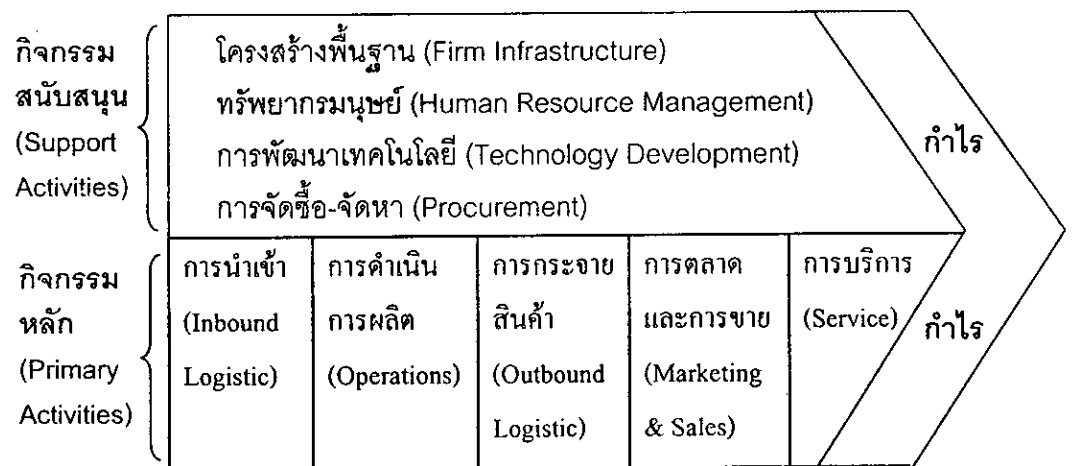 กิจกรรม
สนับสนุน
(Support
Activities)
โครงสร้างพื้นฐาน (Firm Infrastructure)
ทรัพยากรมนุษย์ (Human Resource Management)
การพัฒนาเทคโนโลยี (Technology Development)
การจัดซื้อ-จัดหา (Procurement)
กำไร
กิจกรรม
หลัก
(Primary
Activities)
การนำเข้า
(Inbound
Logistic)
การดำเนิน
การผลิต
(Operations)
การกระจาย
สินค้า
(Outbound
Logistic)
การตลาด
และการขาย
(Marketing
& Sales)
การบริการ
(Service)
กำไร